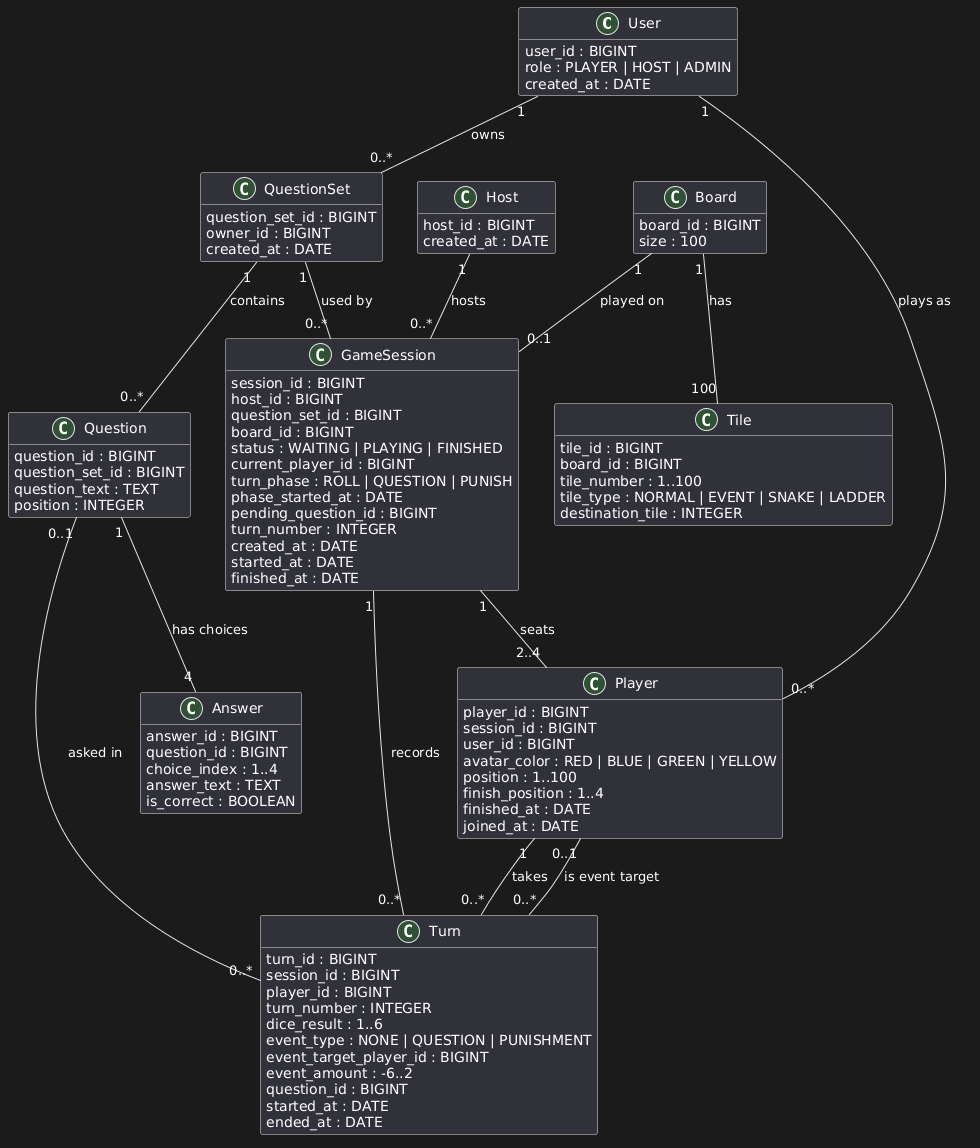 C User
user_id : BIGINT
role : PLAYER | HOST | ADMIN
created_at : DATE
1
1
owns
0..*
C QuestionSet
question_set_id : BIGINT
owner_id : BIGINT
created_at : DATE
C Host
host_id : BIGINT
created_at : DATE
C Board
board_id : BIGINT
size : 100
1
1
1
1
1
contains
used by
hosts
played on
has
plays as
0..*
0..*
0..1
C GameSession
session_id : BIGINT
host_id : BIGINT
question_set_id : BIGINT
board_id : BIGINT
status : WAITING | PLAYING | FINISHED
current_player_id : BIGINT
turn_phase : ROLL | QUESTION | PUNISH
phase_started_at : DATE
pending_question_id : BIGINT
turn_number : INTEGER
created_at : DATE
started_at : DATE
finished_at : DATE
0..*
100
C Question
question_id : BIGINT
question_set_id : BIGINT
question_text : TEXT
position : INTEGER
C Tile
tile_id : BIGINT
board_id : BIGINT
tile_number : 1..100
tile_type : NORMAL | EVENT | SNAKE | LADDER
destination_tile : INTEGER
0..1
1
1
1
has choices
seats
4
2..4
0..*
C Answer
answer_id : BIGINT
question_id : BIGINT
choice_index : 1..4
answer_text : TEXT
is_correct : BOOLEAN
C Player
player_id : BIGINT
session_id : BIGINT
user_id : BIGINT
avatar_color : RED | BLUE | GREEN | YELLOW
position : 1..100
finish_position : 1..4
finished_at : DATE
joined_at : DATE
asked in
records
1
0..1
takes
is event target
0..*
0..*
0..*
0..*
C Turn
turn_id : BIGINT
session_id : BIGINT
player_id : BIGINT
turn_number : INTEGER
dice_result : 1..6
event_type : NONE | QUESTION | PUNISHMENT
event_target_player_id : BIGINT
event_amount : -6..2
question_id : BIGINT
started_at : DATE
ended_at : DATE